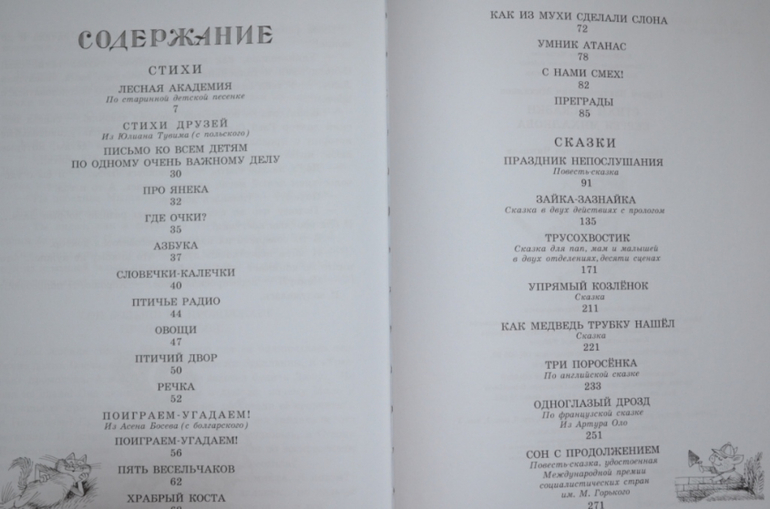 СОДЕРЖАНИЕ
СТИХИ
ЛЕСНАЯ АКАДЕМИЯ
По старинной детской песенке
7
СТИХИ ДРУЗЕЙ
Из Юлиана Тувима (с польского)
ПИСЬМО КО ВСЕМ ДЕТЯМ
ПО ОДНОМУ ОЧЕНЬ ВАЖНОМУ ДЕЛУ
30
ПРО ЯНЕКА
32
ГДЕ ОЧКИ?
35
АЗБУКА
37
СЛОВЕЧКИ-КАЛЕЧКИ
40
ПТИЧЬЕ РАДИО
44
ОВОЩИ
47
ПТИЧИЙ ДВОР
50
РЕЧКА
52
ПОИГРАЕМ-УГАДАЕМ!
Из Асена Босева (с болгарского)
ПОИГРАЕМ-УГАДАЕМ!
56
ПЯТЬ ВЕСЕЛЬЧАКОВ
62
ХРАБРЫЙ КОСТА
КАК ИЗ МУХИ СДЕЛАЛИ СЛОНА
72
УМНИК АТАНАС
78
С НАМИ СМЕХ!
82
ПРЕГРАДЫ
85
СКАЗКИ
ПРАЗДНИК НЕПОСЛУШАНИЯ
Повесть-сказка
91
ЗАЙКА-ЗАЗНАЙКА
Сказка в двух действиях с прологом
135
ТРУСОХВОСТИК
Сказка для пап, мам и малышей
в двух отделениях, десяти сценах
171
УПРЯМЫЙ КОЗЛЁНОК
Сказка
211
КАК МЕДВЕДЬ ТРУБКУ НАШЁЛ
Сказка
221
ТРИ ПОРОСЁНКА
По английской сказке
233
ОДНОГЛАЗЫЙ ДРОЗД
По французской сказке
Из Артура Оло
251
СОН С ПРОДОЛЖЕНИЕМ
Повесть-сказка, удостоенная
Международной премии
социалистических стран
им. М. Горького
271